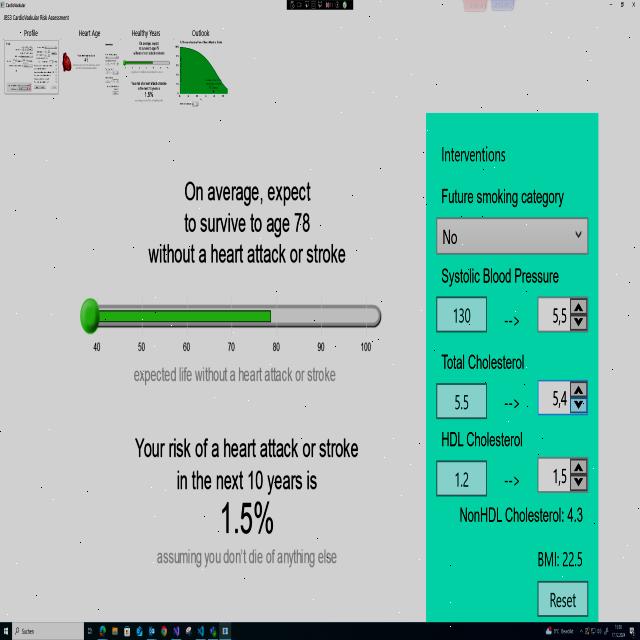 CardioVascular
JBS3 CardioVascular Risk Assessment
Profile
Heart Age
Healthy Years
Outlook
On average, expect
to survive to age 78
without a heart attack or stroke
40 50 60 70 80 90 100
expected life without a heart attack or stroke
Your risk of a heart attack or stroke
in the next 10 years is
1.5%
assuming you don't die of anything else
Interventions
Future smoking category
No
Systolic Blood Pressure
130 --> 5,5
Total Cholesterol
5.5 --> 5,4
HDL Cholesterol
1.2 --> 1,5
NonHDL Cholesterol: 4.3
BMI: 22.5
Reset
Suchen